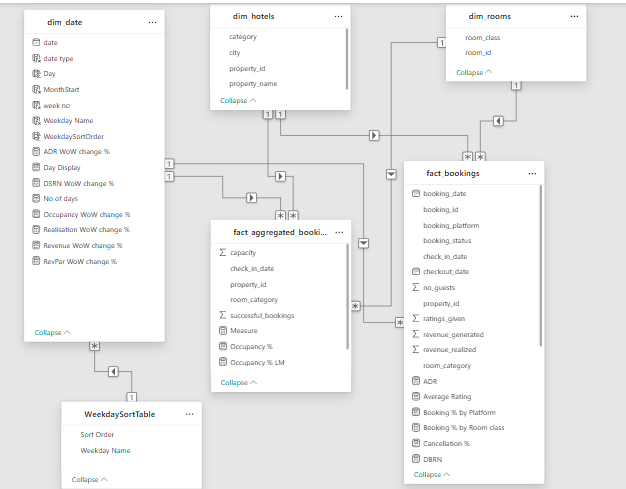 dim_date
date
date type
Day
MonthStart
week no
Weekday Name
WeekdaySortOrder
ADR WoW change %
Day Display
DSRN WoW change %
No of days
Occupancy WoW change %
Realisation WoW change %
Revenue WoW change %
RevPar WoW change %
Collapse
dim_hotels
category
city
property_id
property_name
Collapse
dim_rooms
room_class
room_id
Collapse
1
1
1
1
1
1
*
*
*
*
fact_aggregated_booki...
capacity
check_in_date
property_id
room_category
successful_bookings
Measure
Occupancy %
Occupancy % LM
Collapse
*
*
fact_bookings
booking_date
booking_id
booking_platform
booking_status
check_in_date
checkout_date
no_guests
property_id
ratings_given
revenue_generated
revenue_realized
room_category
ADR
Average Rating
Booking % by Platform
Booking % by Room class
Cancellation %
DBRN
Collapse
*
1
WeekdaySortTable
Sort Order
Weekday Name
Collapse